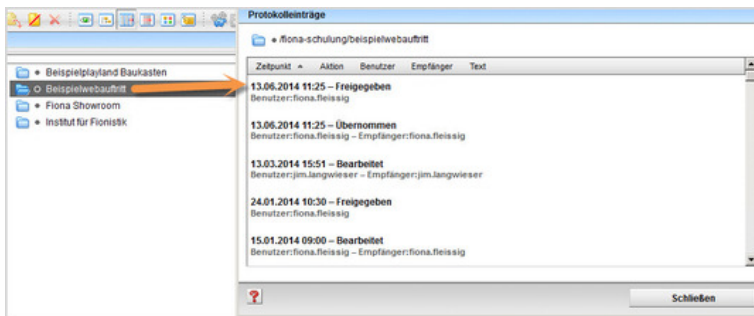 Protokolleinträge
/fiona-schulung/beispielwebauftritt
Beispielplayland Baukasten
Beispielwebauftritt
Fiona Showroom
Institut für Fionistik
Zeitpunkt Aktion Benutzer Empfänger Text
13.06.2014 11:25 – Freigegeben
Benutzer:fiona.fleissig
13.06.2014 11:25 – Übernommen
Benutzer:fiona.fleissig – Empfänger:fiona.fleissig
13.03.2014 15:51 – Bearbeitet
Benutzer:jim.langwieser – Empfänger:jim.langwieser
24.01.2014 10:30 – Freigegeben
Benutzer:fiona.fleissig
15.01.2014 09:00 – Bearbeitet
Benutzer:fiona.fleissig – Empfänger:fiona.fleissig
?
Schließen